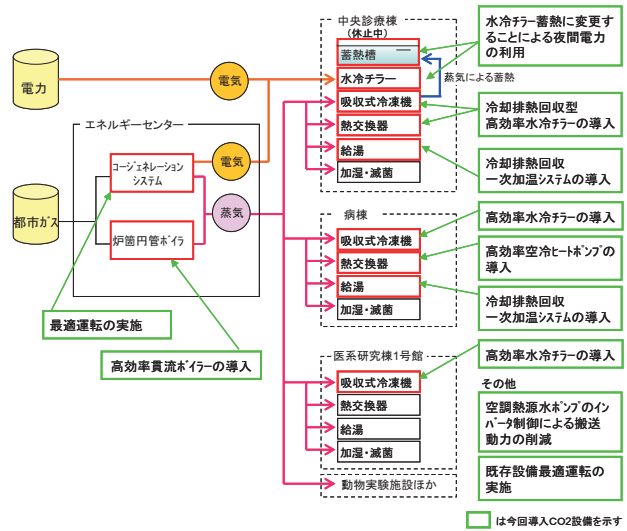 中央診療棟
(休止中)
蓄熱槽
水冷チラー
吸収式冷凍機
熱交換器
給湯
加湿・滅菌
蒸気による蓄熱
電力
電気
エネルギーセンター
コージェネレーション
システム
電気
蒸気
都市ガス
炉筒円管ボイラ
最適運転の実施
高効率貫流ボイラーの導入
病棟
吸収式冷凍機
熱交換器
給湯
加湿・滅菌
医系研究棟1号館
吸収式冷凍機
熱交換器
給湯
加湿・滅菌
動物実験施設ほか
水冷チラー蓄熱に変更す
ることによる夜間電力
の利用
冷却排熱回収型
高効率水冷チラーの導入
冷却排熱回収
一次加温システムの導入
高効率水冷チラーの導入
高効率空冷ヒートポンプの
導入
冷却排熱回収
一次加温システムの導入
高効率水冷チラーの導入
その他
空調熱源水ポンプのイン
バータ制御による搬送
動力の削減
既存設備最適運転の
実施
は今回導入CO2設備を示す